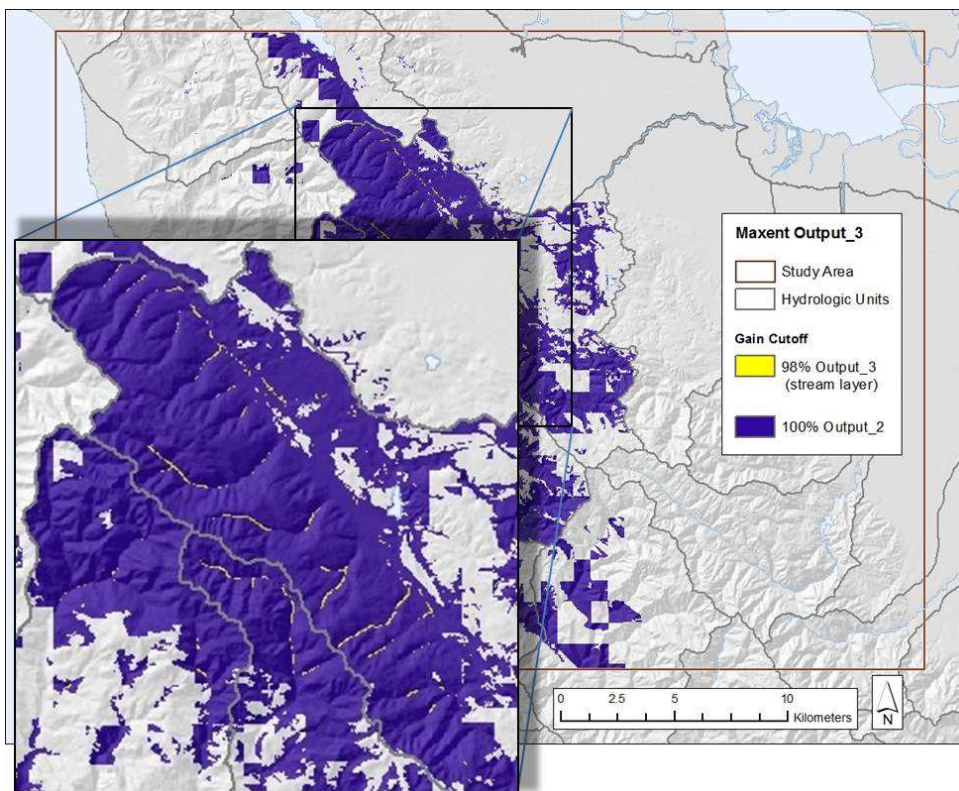 Maxent Output_3
Study Area
Hydrologic Units
Gain Cutoff
98% Output_3
(stream layer)
100% Output_2
0 2.5 5 10
Kilometers
N